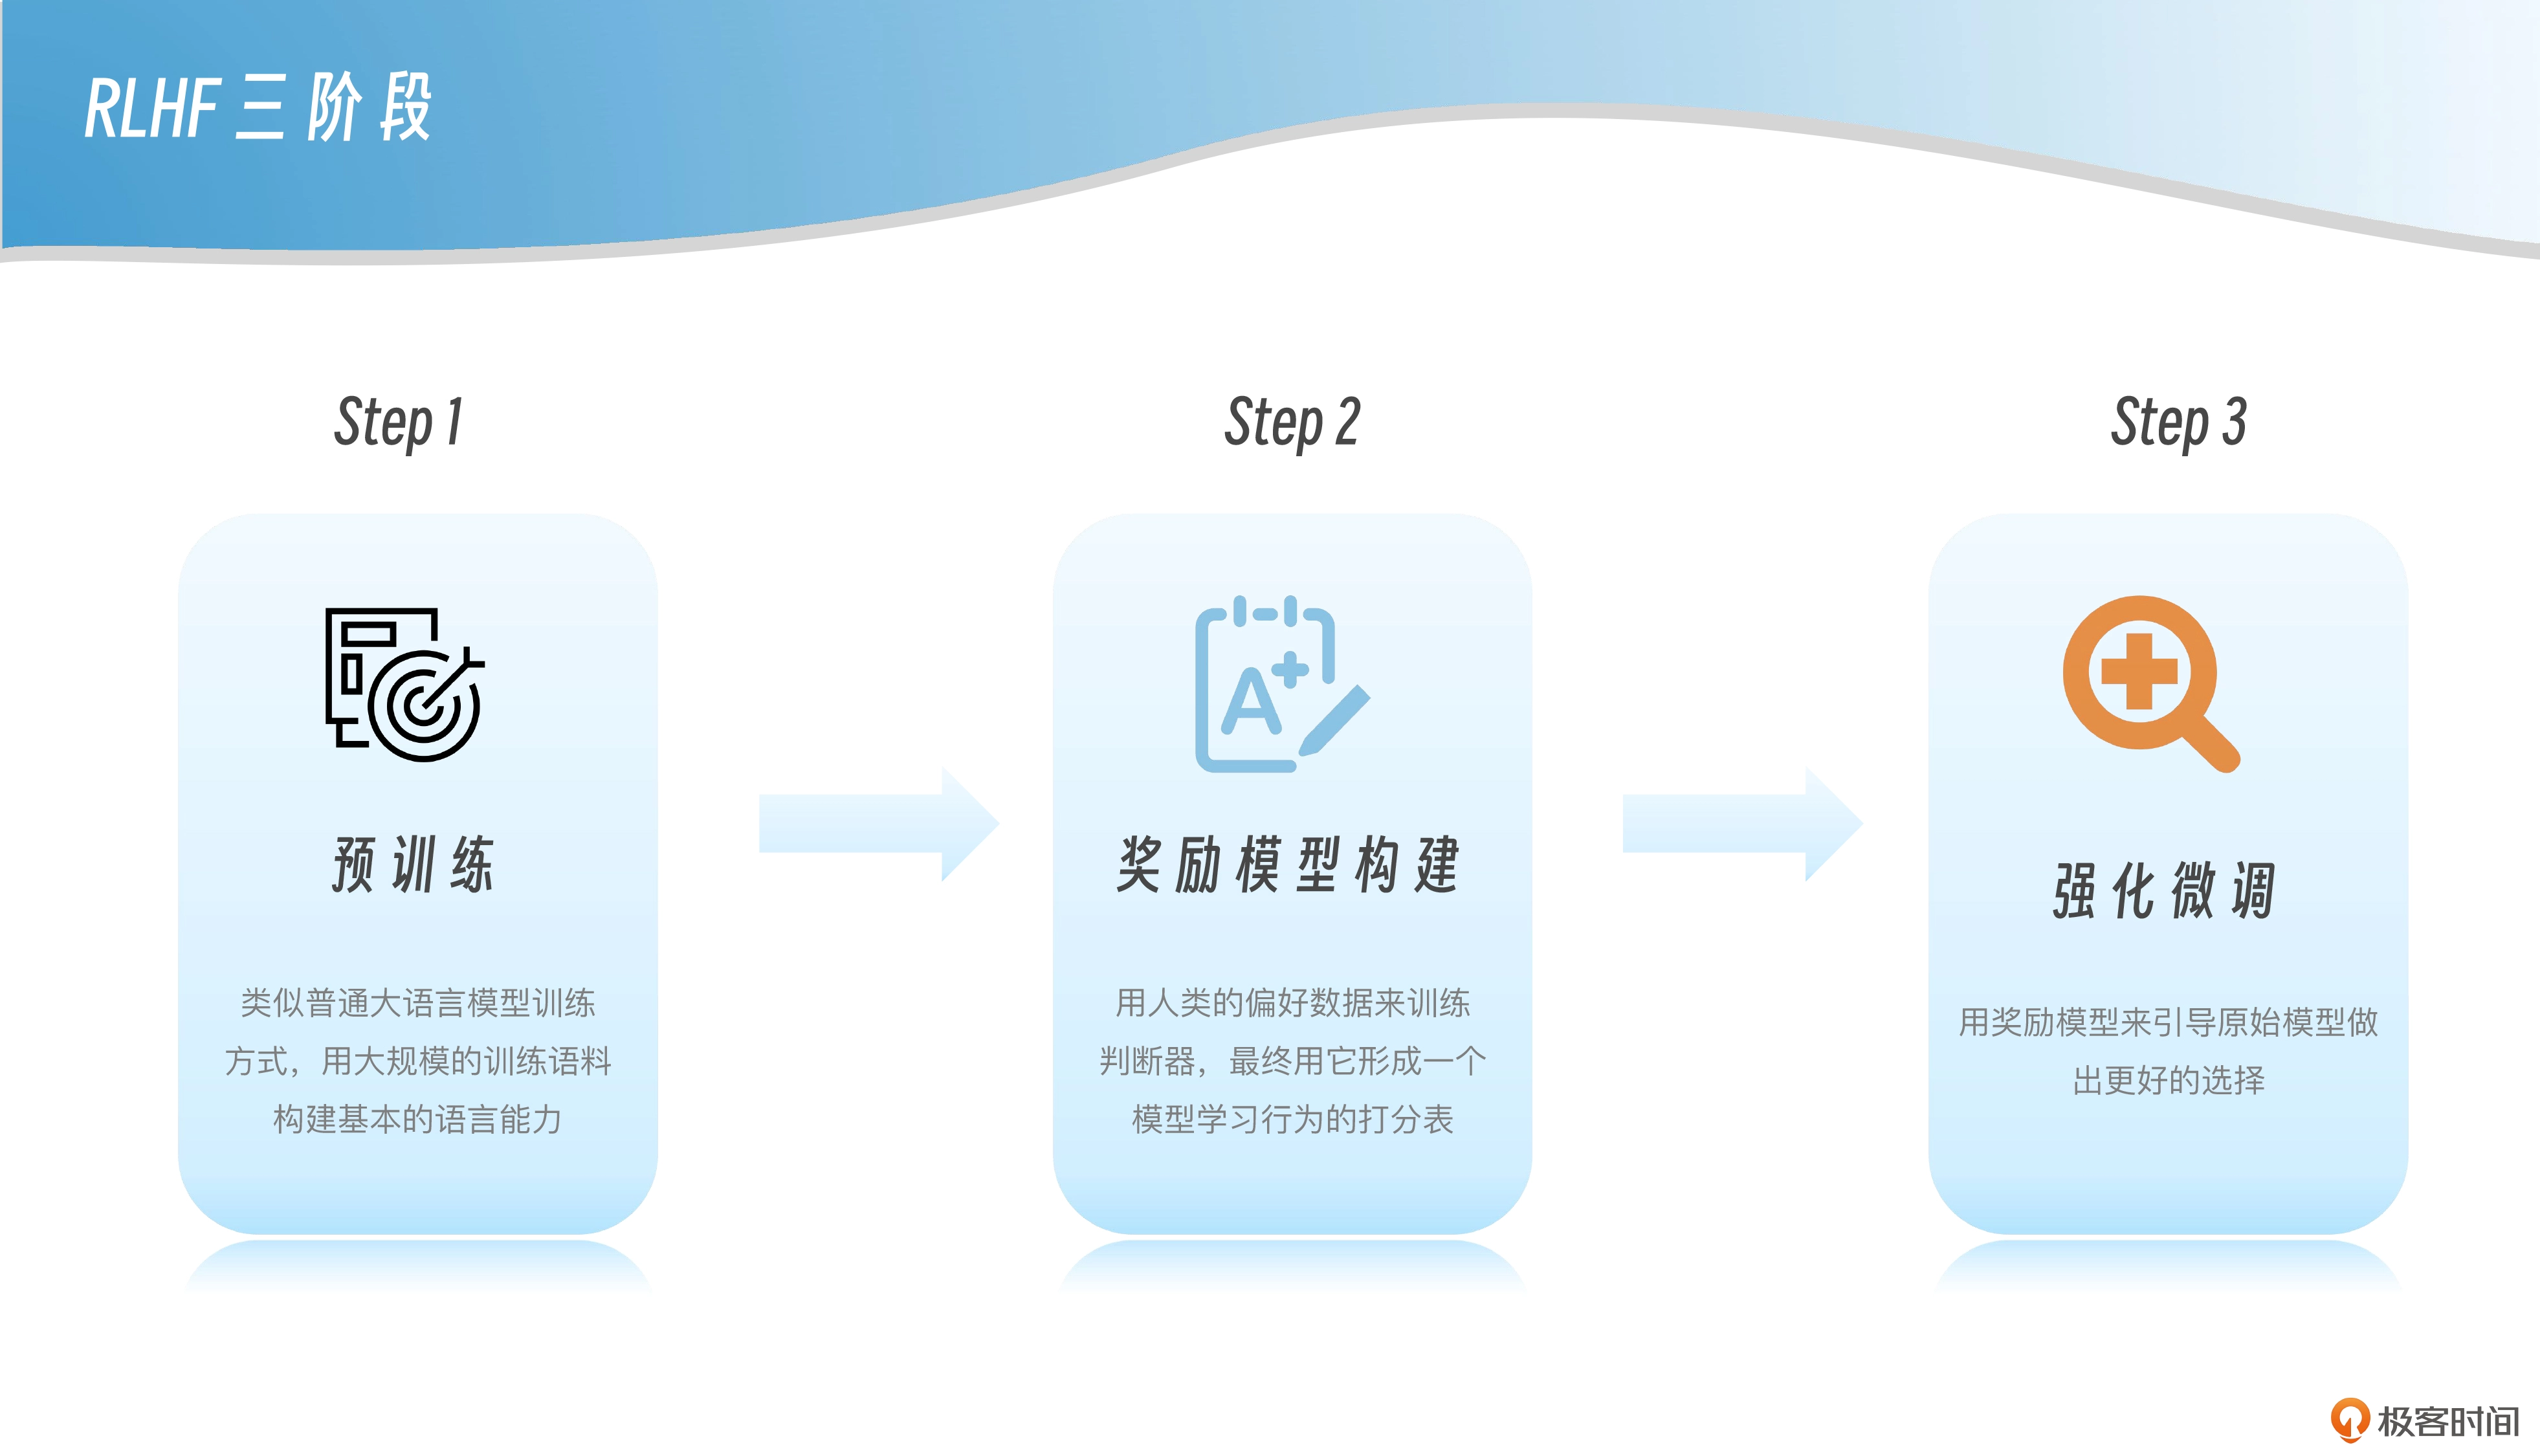 RLHF三阶段
Step 1
预训练
类似普通大语言模型训练
方式，用大规模的训练语料
构建基本的语言能力
Step 2
A+
奖励模型构建
用人类的偏好数据来训练
判断器，最终用它形成一个
模型学习行为的打分表
Step 3
强化微调
用奖励模型来引导原始模型做
出更好的选择
极客时间